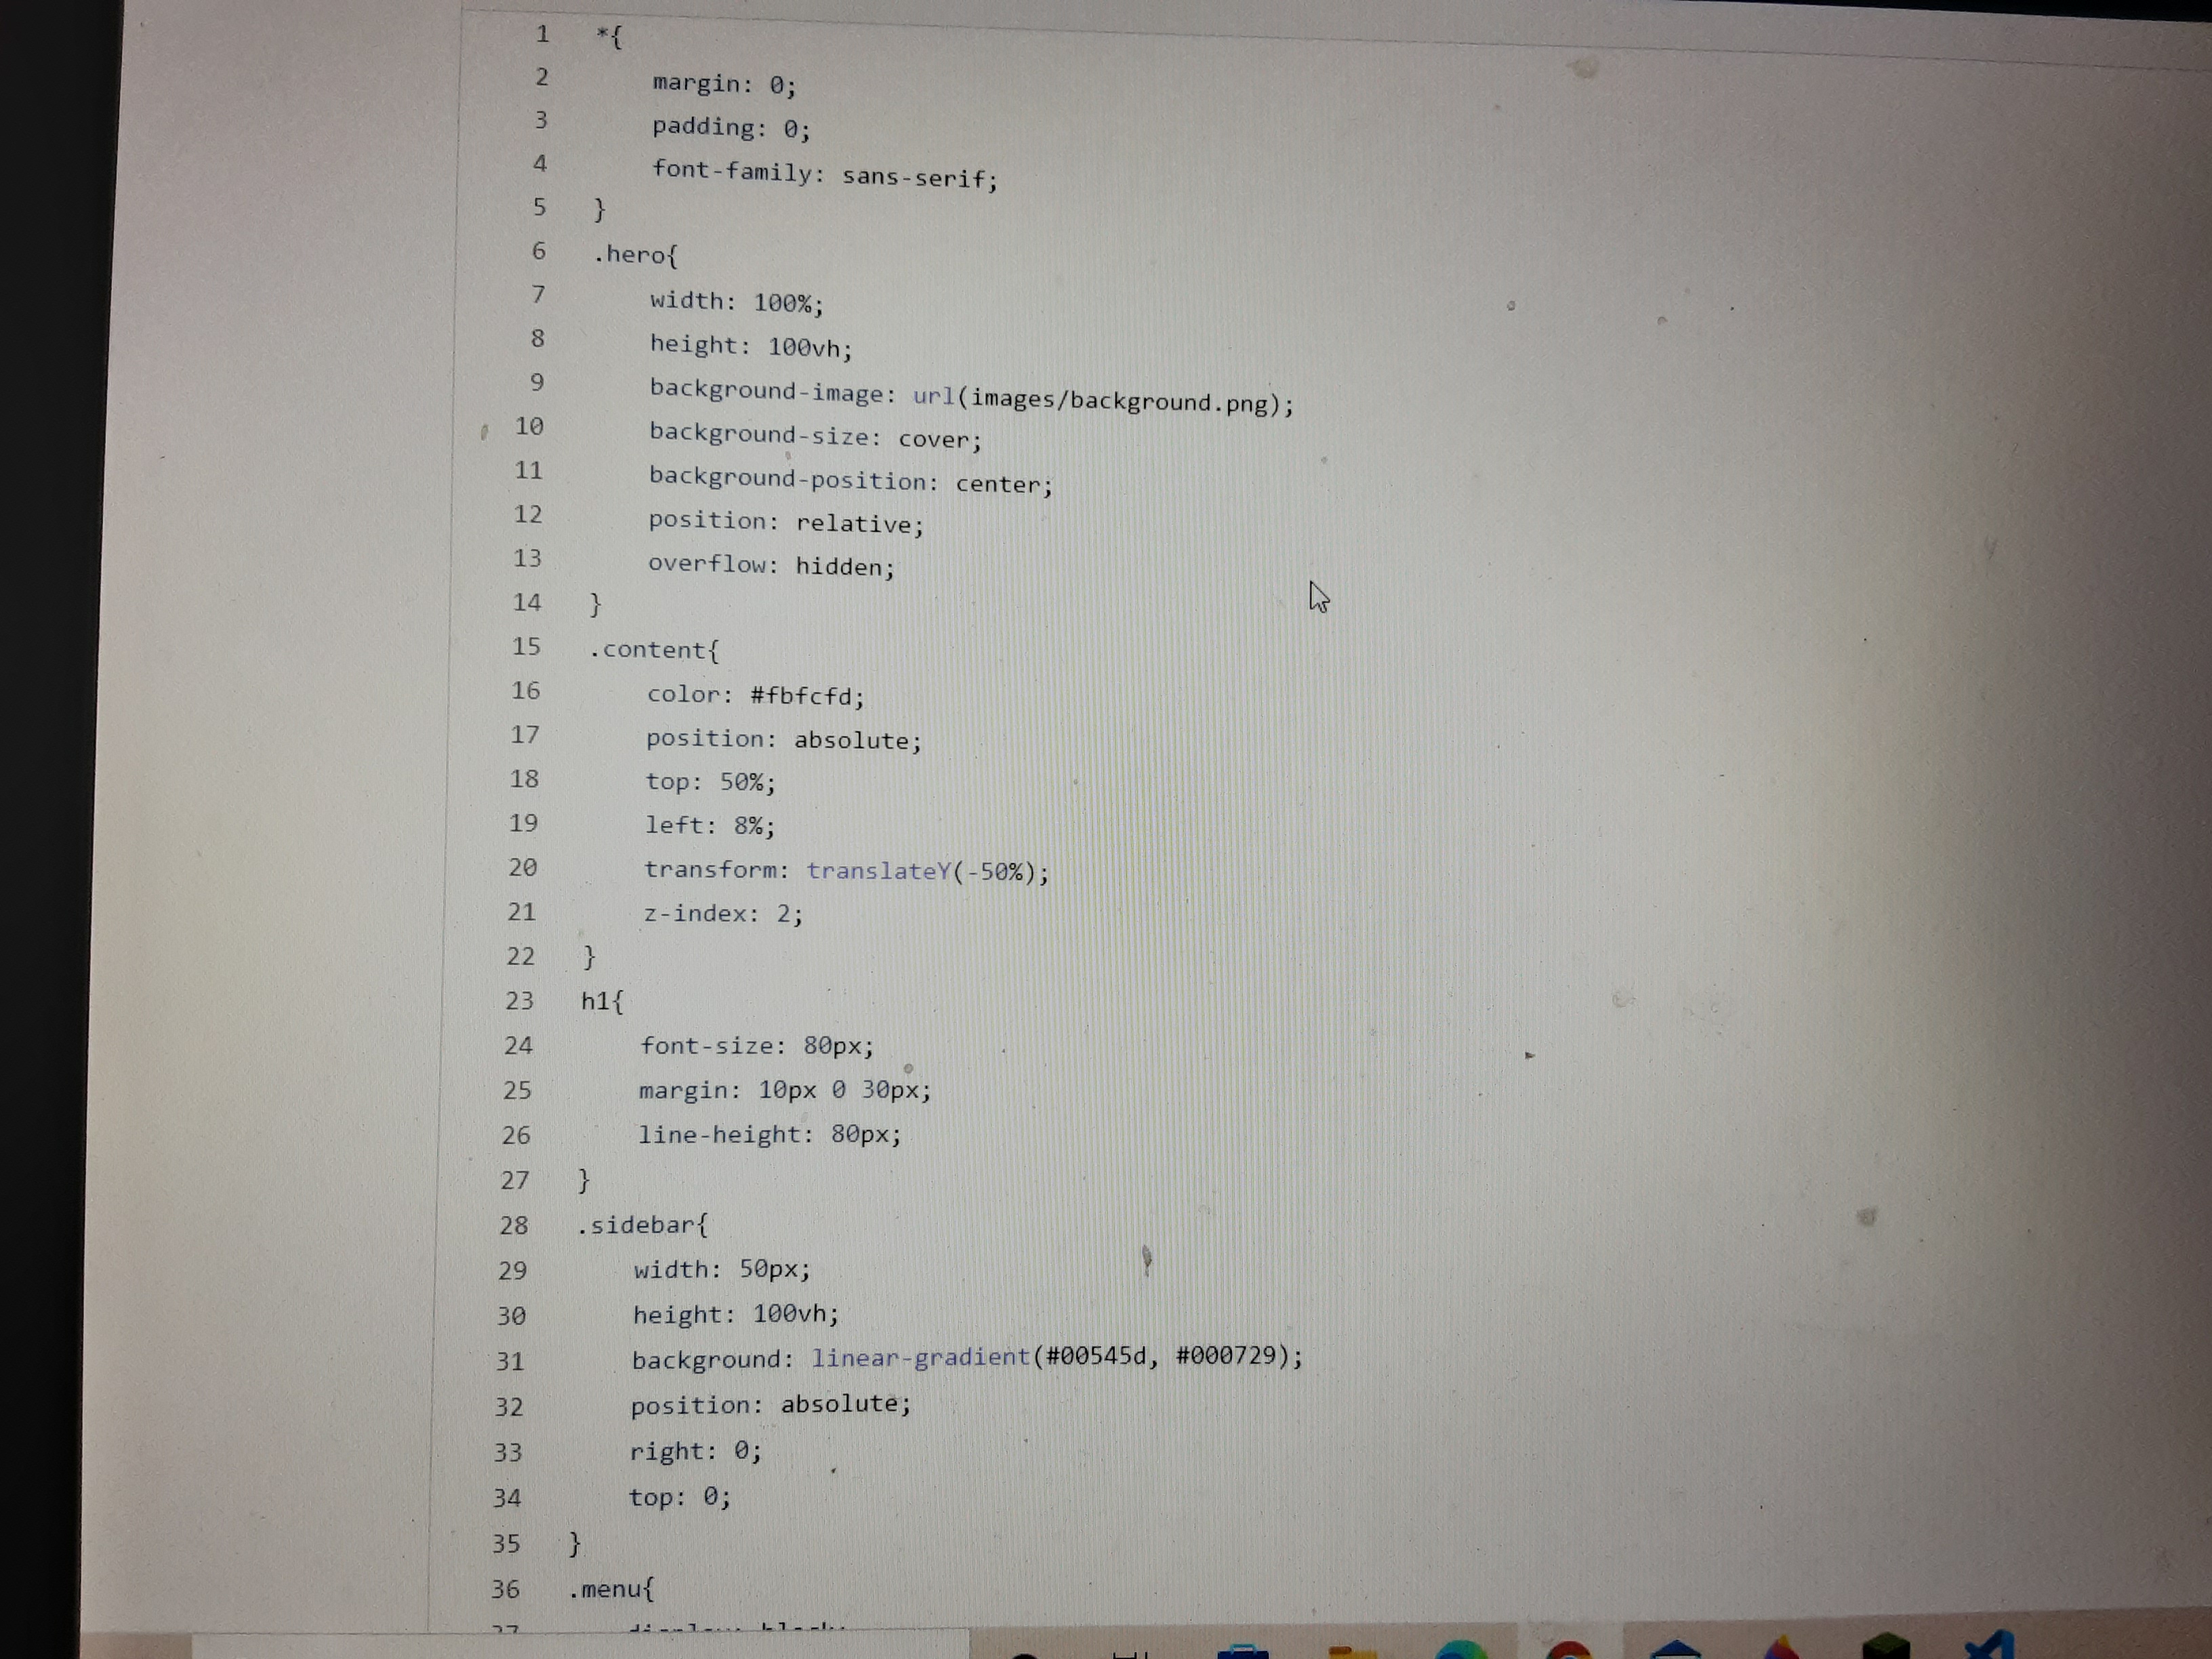 1 *{
2 margin: 0;
3 padding: 0;
4 font-family: sans-serif;
5 }
6 .hero{
7 width: 100%;
8 height: 100vh;
9 background-image: url(images/background.png);
10 background-size: cover;
11 background-position: center;
12 position: relative;
13 overflow: hidden;
14 }
15 .content{
16 color: #fbfcfd;
17 position: absolute;
18 top: 50%;
19 left: 8%;
20 transform: translateY(-50%);
21 z-index: 2;
22 }
23 h1{
24 font-size: 80px;
25 margin: 10px 0 30px;
26 line-height: 80px;
27 }
28 .sidebar{
29 width: 50px;
30 height: 100vh;
31 background: linear-gradient(#00545d, #000729);
32 position: absolute;
33 right: 0;
34 top: 0;
35 }
36 .menu{